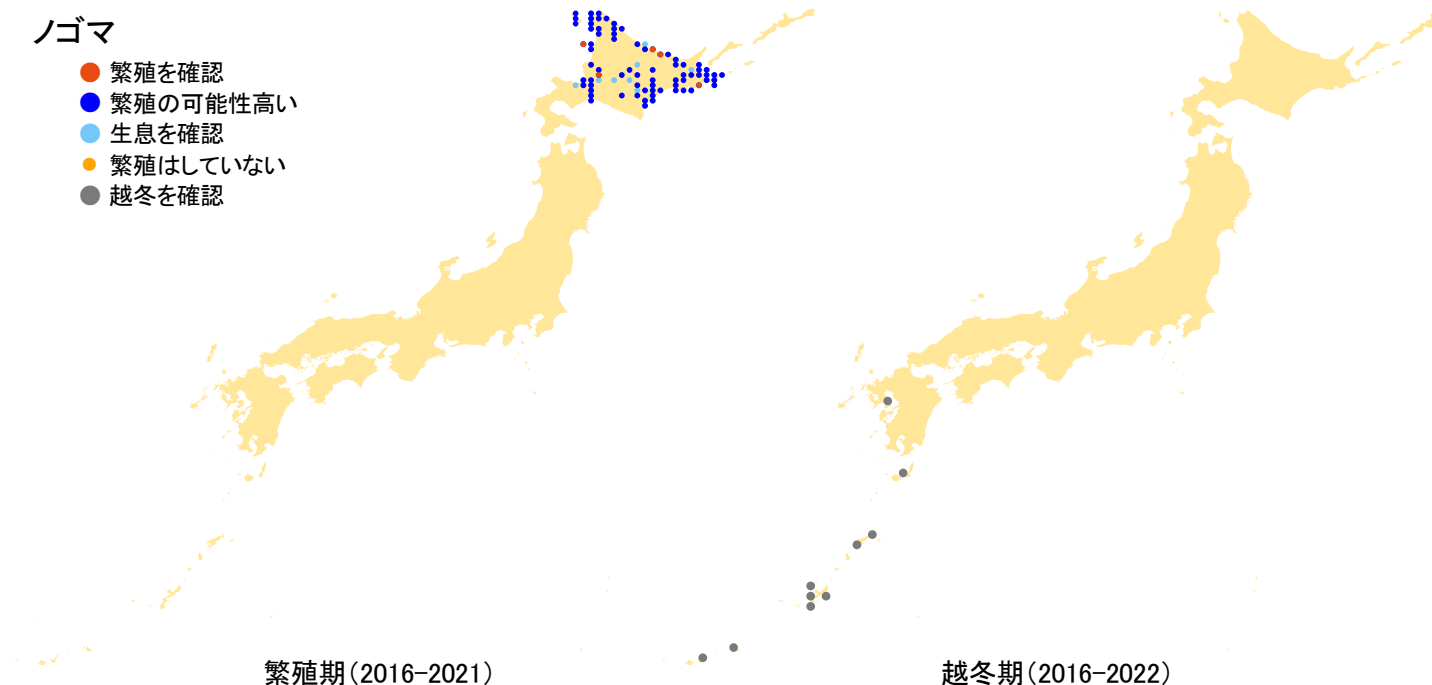 ノゴマ
繁殖を確認
繁殖の可能性高い
生息を確認
繁殖はしていない
越冬を確認
繁殖期（2016-2021）
越冬期（2016-2022）